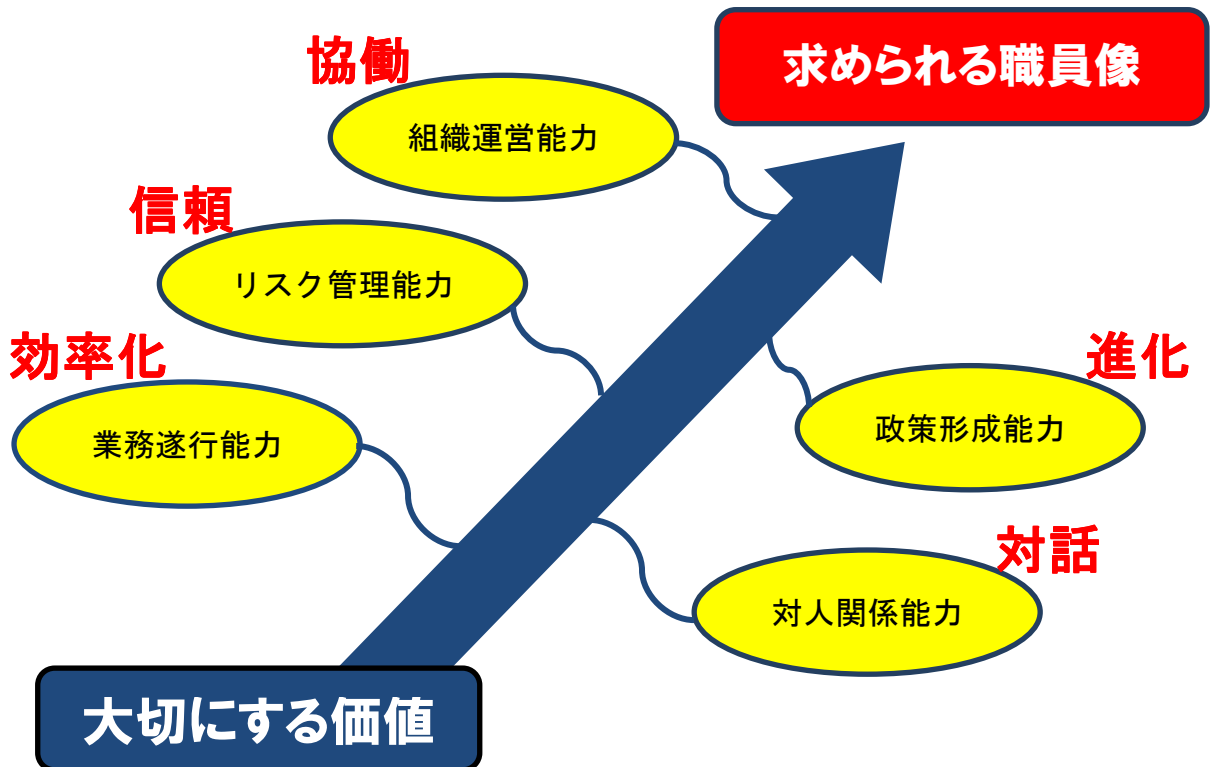 協働
求められる職員像
組織運営能力
信頼
リスク管理能力
効率化
業務遂行能力
進化
政策形成能力
対話
対人関係能力
大切にする価値